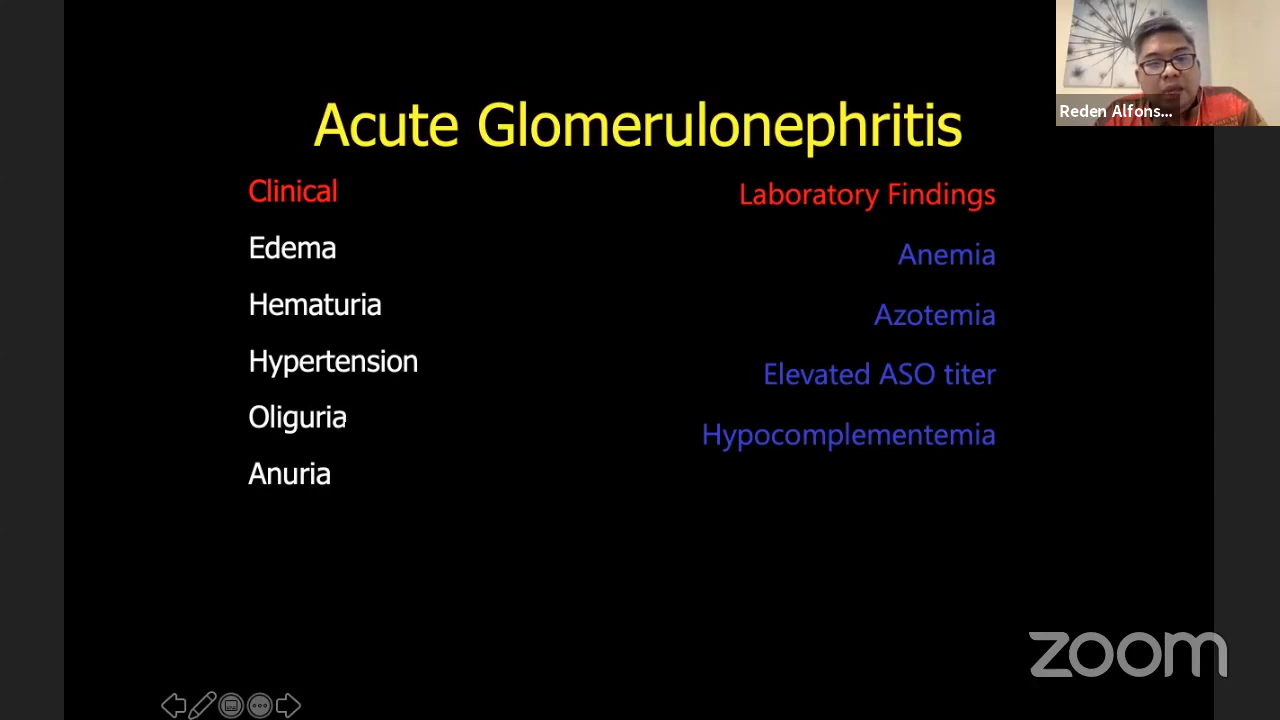 Reden Alfons...
Acute Glomerulonephritis
Clinical
Edema
Hematuria
Hypertension
Oliguria
Anuria
Laboratory Findings
Anemia
Azotemia
Elevated ASO titer
Hypocomplementemia
zoom